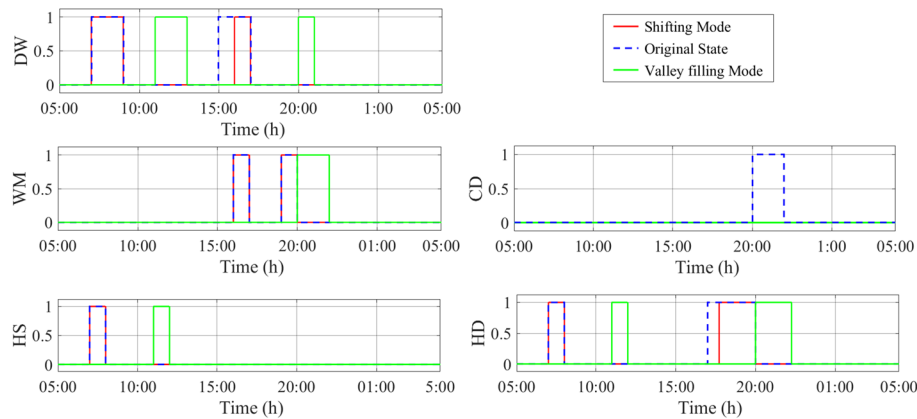 DW
1
0.5
0
05:00 10:00 15:00 20:00 1:00 05:00
Time (h)
Shifting Mode
Original State
Valley filling Mode
WM
1
0.5
0
05:00 10:00 15:00 20:00 01:00 05:00
Time (h)
CD
1
0.5
0
05:00 10:00 20:00 1:00 05:00
Time (h)
HS
1
0.5
0
05:00 10:00 15:00 20:00 01:00 5:00
Time (h)
HD
1
0.5
0
05:00 10:00 15:00 20:00 01:00 05:00
Time (h)